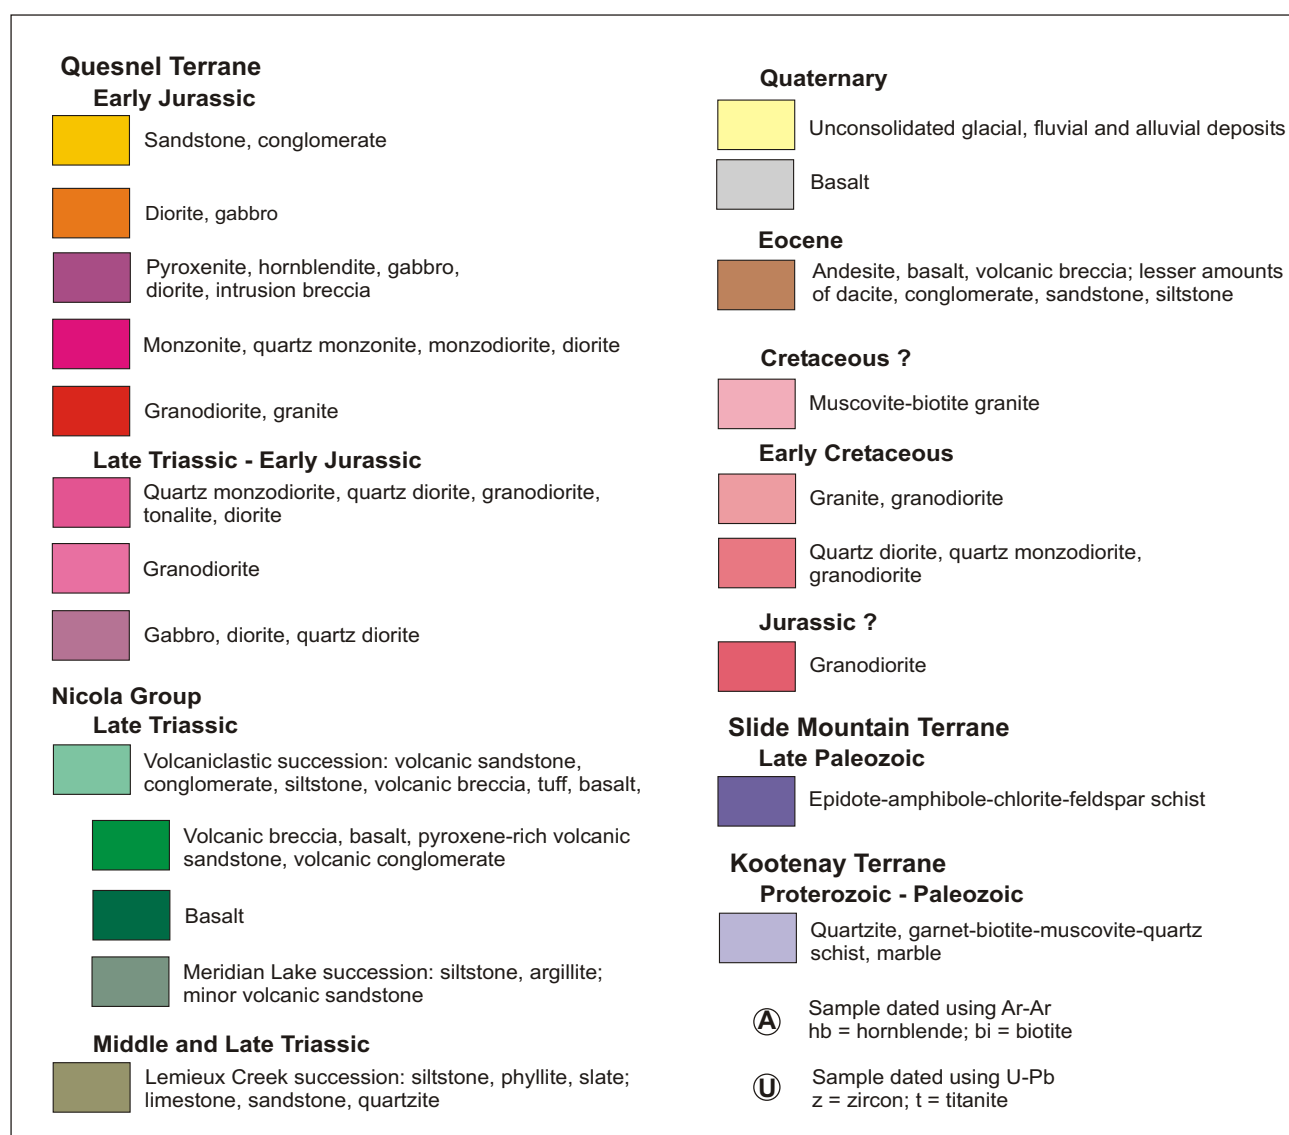 Quesnel Terrane
Early Jurassic
Sandstone, conglomerate
Diorite, gabbro
Pyroxenite, hornblendite, gabbro,
diorite, intrusion breccia
Monzonite, quartz monzonite, monzodiorite, diorite
Granodiorite, granite
Late Triassic - Early Jurassic
Quartz monzodiorite, quartz diorite, granodiorite,
tonalite, diorite
Granodiorite
Gabbro, diorite, quartz diorite
Nicola Group
Late Triassic
Volcaniclastic succession: volcanic sandstone,
conglomerate, siltstone, volcanic breccia, tuff, basalt,
Volcanic breccia, basalt, pyroxene-rich volcanic
sandstone, volcanic conglomerate
Basalt
Meridian Lake succession: siltstone, argillite;
minor volcanic sandstone
Middle and Late Triassic
Lemieux Creek succession: siltstone, phyllite, slate;
limestone, sandstone, quartzite
Quaternary
Unconsolidated glacial, fluvial and alluvial deposits
Basalt
Eocene
Andesite, basalt, volcanic breccia; lesser amounts
of dacite, conglomerate, sandstone, siltstone
Cretaceous ?
Muscovite-biotite granite
Early Cretaceous
Granite, granodiorite
Quartz diorite, quartz monzodiorite,
granodiorite
Jurassic ?
Granodiorite
Slide Mountain Terrane
Late Paleozoic
Epidote-amphibole-chlorite-feldspar schist
Kootenay Terrane
Proterozoic - Paleozoic
Quartzite, garnet-biotite-muscovite-quartz
schist, marble
A Sample dated using Ar-Ar
hb = hornblende; bi = biotite
U Sample dated using U-Pb
z = zircon; t = titanite